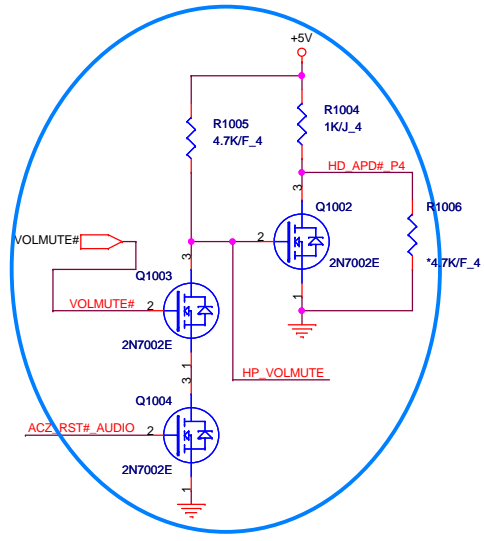 +5V
R1005
4.7K/F_4
R1004
1K/J_4
HD_APD#_P4
3
Q1002
R1006
2
2N7002E
*4.7K/F_4
1
VOLMUTE#
3
Q1003
VOLMUTE#
2
2N7002E
1
HP_VOLMUTE
3
Q1004
ACZ_RST#_AUDIO
2
2N7002E
1